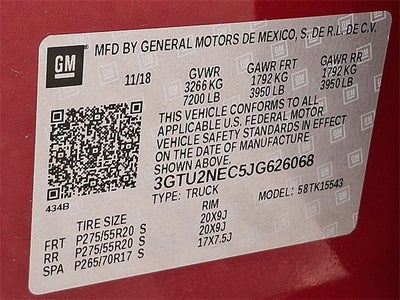 GM
MFD BY GENERAL MOTORS DE MEXICO, S. DE R.L. DE C.V.
11/18 GVWR GAWR FRT GAWR RR
3266 KG 1792 KG 1792 KG
7200 LB 3950 LB 3950 LB
THIS VEHICLE CONFORMS TO ALL
APPLICABLE U.S. FEDERAL MOTOR
VEHICLE SAFETY STANDARDS IN EFFECT ON
THE DATE OF MANUFACTURE
SHOWN ABOVE.
3GTU2NEC5JG626068
TYPE: TRUCK MODEL: 58TK15543
434B
TIRE SIZE RIM
FRT P275/55R20 S 20X9J
RR P275/55R20 S 20X9J
SPA P265/70R17 S 17X7.5J